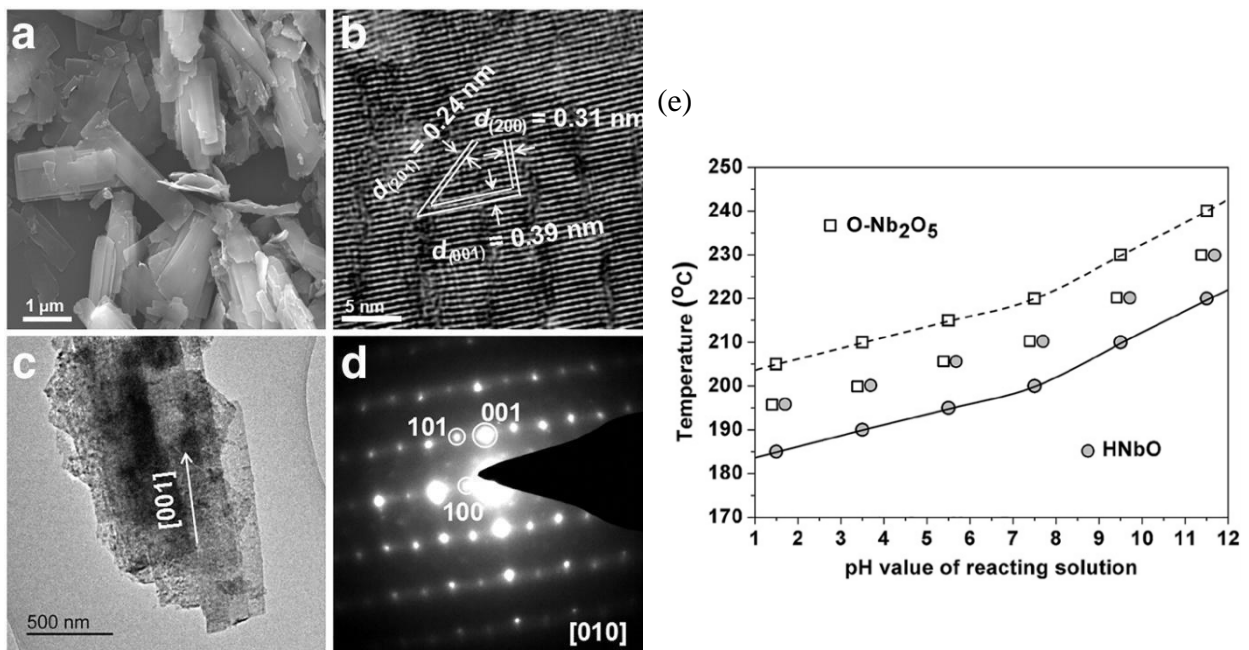 a
1 µm
b
d(201) = 0.24 nm
d(200) = 0.31 nm
d(001) = 0.39 nm
5 nm
c
[001]
500 nm
d
101
001
100
[010]
(e)
Temperature (°C)
240
230
220
210
200
190
180
170
O-Nb₂O₅
HNbO
1 2 3 4 5 6 7 8 9 10 11 12
pH value of reacting solution